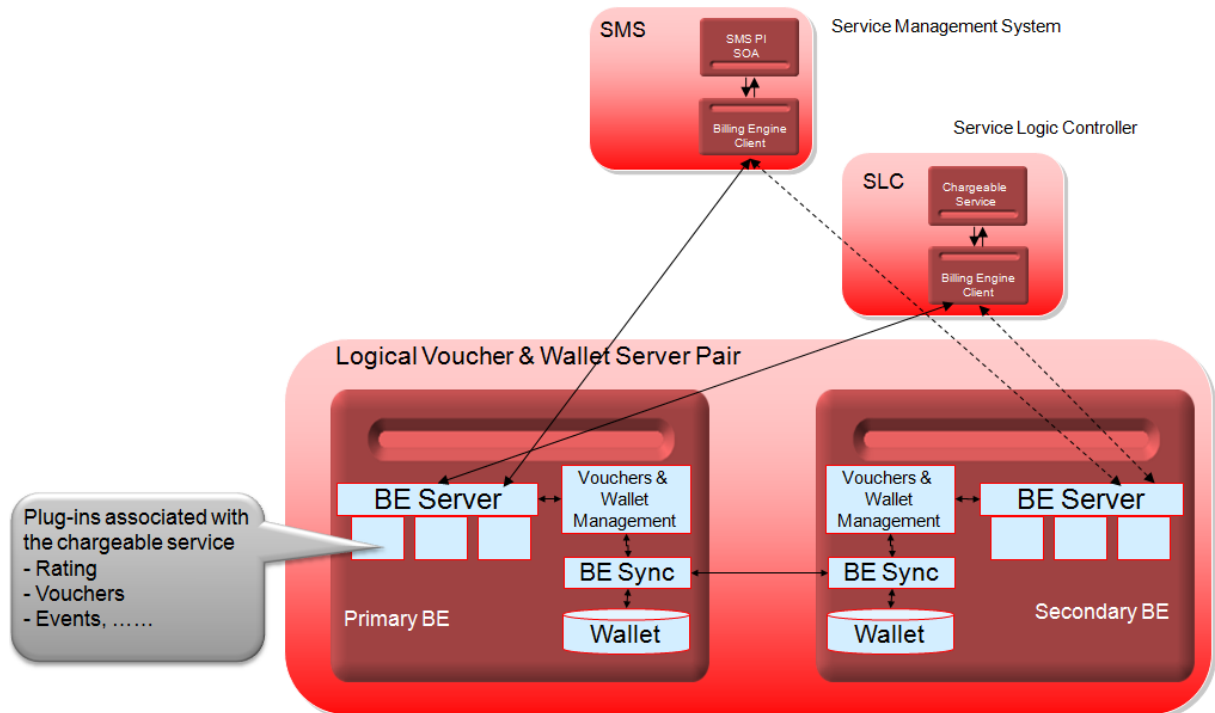 SMS
SMS PI
SOA
Billing Engine
Client
Service Management System
Service Logic Controller
SLC
Chargeable
Service
Billing Engine
Client
Logical Voucher & Wallet Server Pair
BE Server
Vouchers &
Wallet
Management
BE Sync
Wallet
Primary BE
Vouchers &
Wallet
Management
BE Server
BE Sync
Wallet
Secondary BE
Plug-ins associated with
the chargeable service
- Rating
- Vouchers
- Events, ......